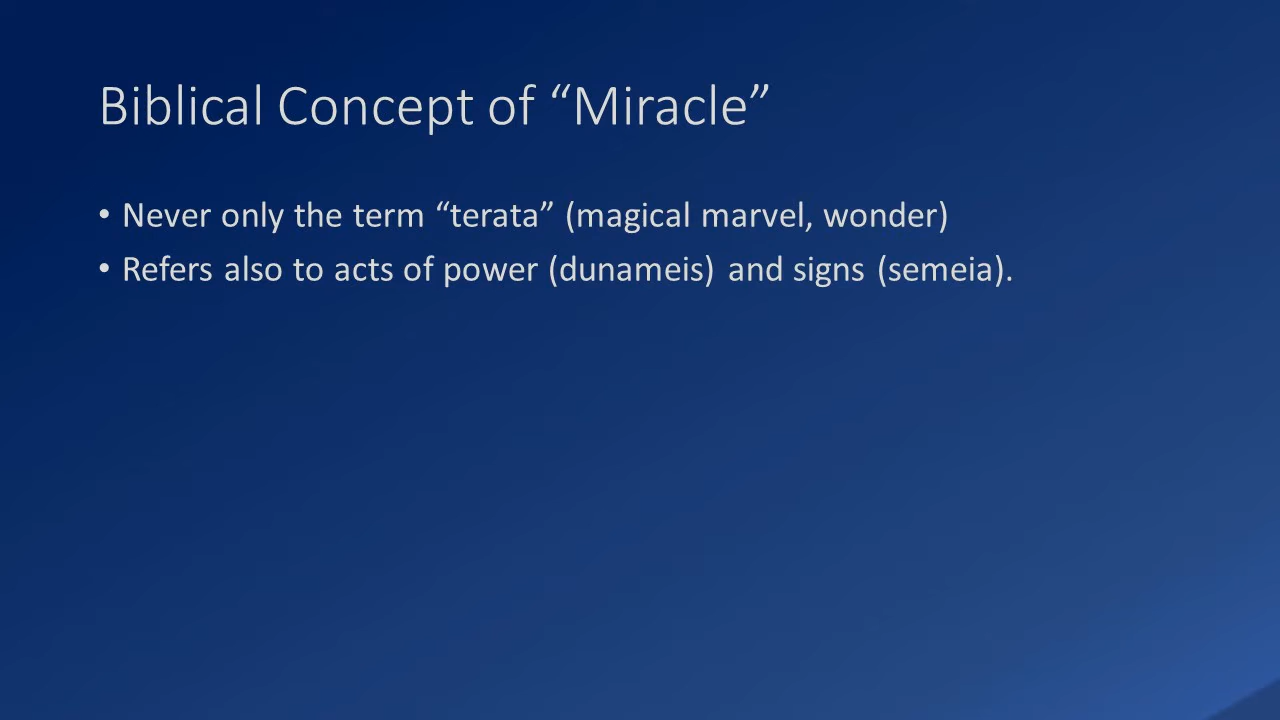 Biblical Concept of “Miracle”
• Never only the term “terata” (magical marvel, wonder)
• Refers also to acts of power (dunameis) and signs (semeia).